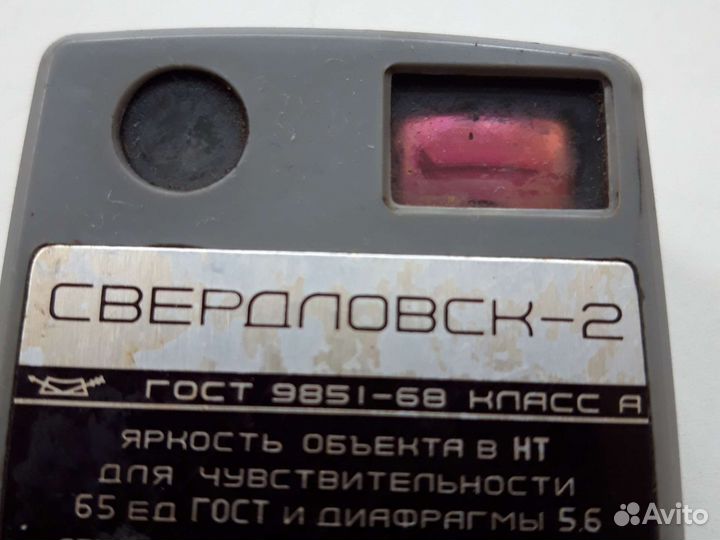 СВЕРДЛОВСК-2
ГОСТ 9851-68 КЛАСС А
ЯРКОСТЬ ОБЪЕКТА В НТ
ДЛЯ ЧУВСТВИТЕЛЬНОСТИ
65 ЕД ГОСТ И ДИАФРАГМЫ 5.6
Avito